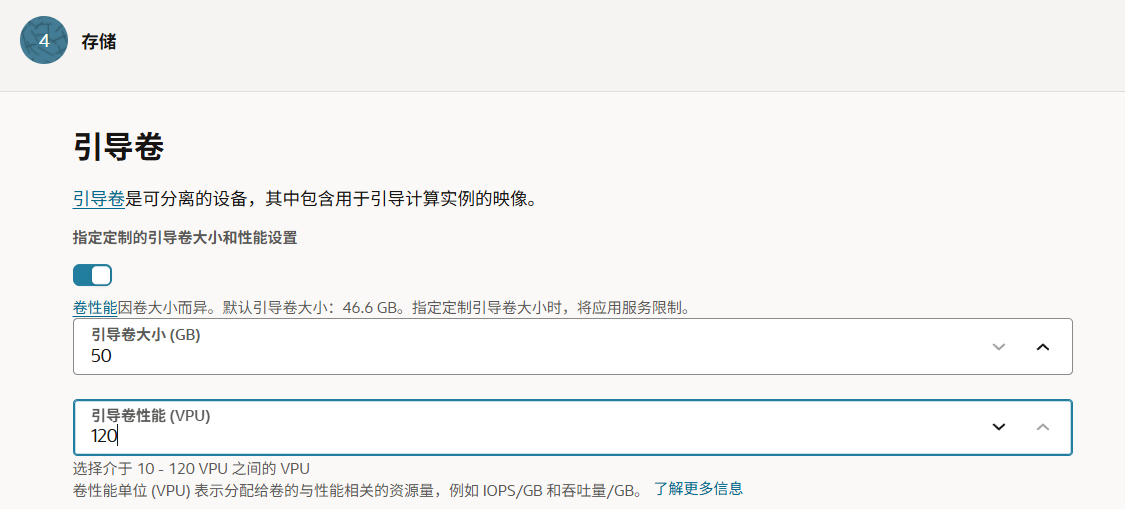 4 存储
引导卷
引导卷是可分离的设备，其中包含用于引导计算实例的映像。
指定定制的引导卷大小和性能设置
卷性能因卷大小而异。默认引导卷大小：46.6 GB。指定定制引导卷大小时，将应用服务限制。
引导卷大小 (GB)
50
引导卷性能 (VPU)
120
选择介于 10 - 120 VPU 之间的 VPU
卷性能单位 (VPU) 表示分配给卷的与性能相关的资源量，例如 IOPS/GB 和吞吐量/GB。 了解更多信息